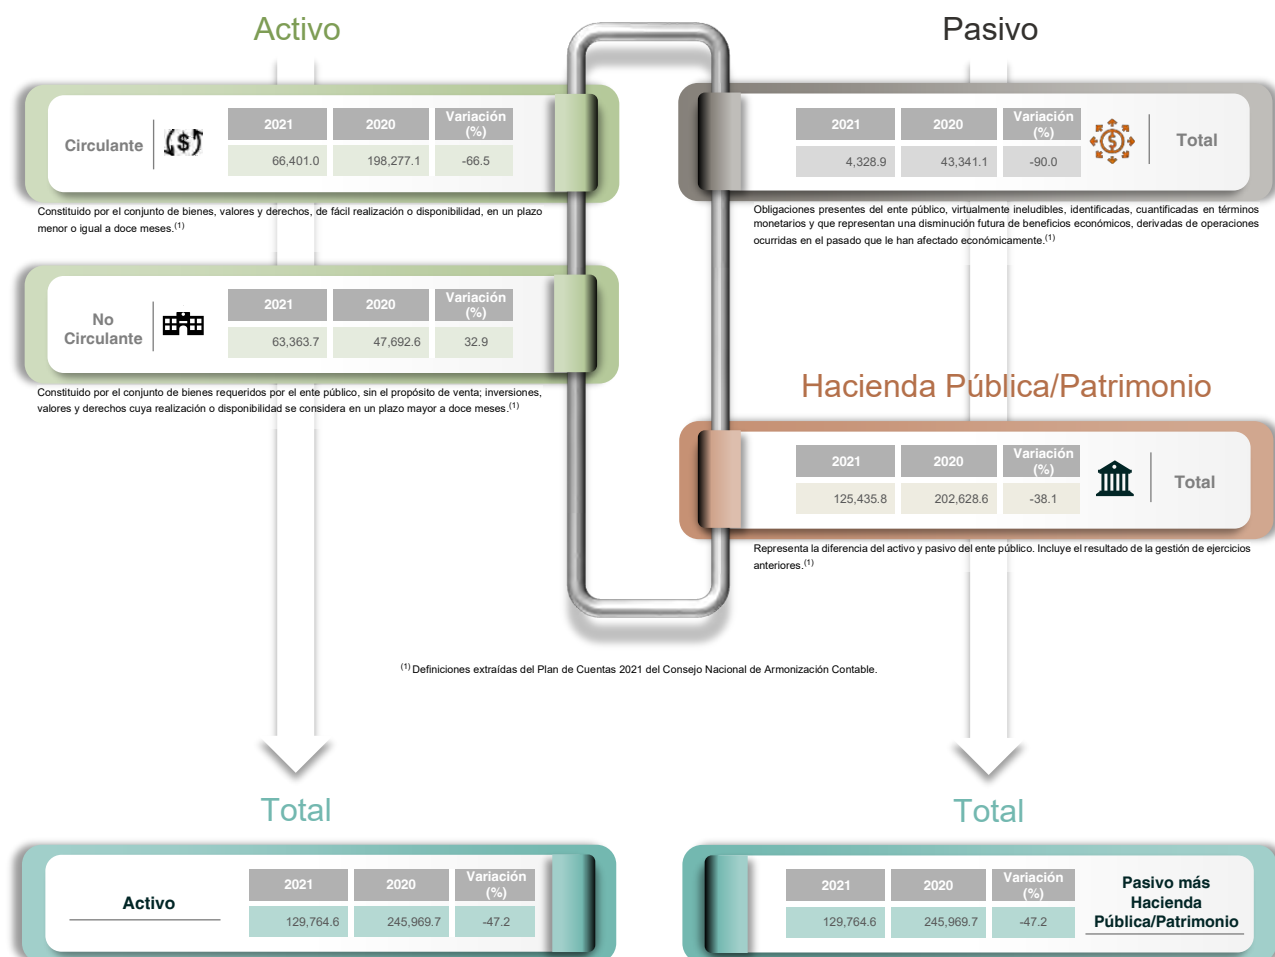 Activo
Circulante
2021 2020 Variación (%)
66,401.0 198,277.1 -66.5
Constituido por el conjunto de bienes, valores y derechos, de fácil realización o disponibilidad, en un plazo
menor o igual a doce meses.(1)
No
Circulante
2021 2020 Variación (%)
63,363.7 47,692.6 32.9
Constituido por el conjunto de bienes requeridos por el ente público, sin el propósito de venta; inversiones,
valores y derechos cuya realización o disponibilidad se considera en un plazo mayor a doce meses.(1)
Pasivo
2021 2020 Variación (%)
4,328.9 43,341.1 -90.0
Total
Obligaciones presentes del ente público, virtualmente ineludibles, identificadas, cuantificadas en términos
monetarios y que representan una disminución futura de beneficios económicos, derivadas de operaciones
ocurridas en el pasado que le han afectado económicamente.(1)
Hacienda Pública/Patrimonio
2021 2020 Variación (%)
125,435.8 202,628.6 -38.1
Total
Representa la diferencia del activo y pasivo del ente público. Incluye el resultado de la gestión de ejercicios
anteriores.(1)
(1) Definiciones extraídas del Plan de Cuentas 2021 del Consejo Nacional de Armonización Contable.
Total
Activo
2021 2020 Variación (%)
129,764.6 245,969.7 -47.2
Total
2021 2020 Variación (%)
129,764.6 245,969.7 -47.2
Pasivo más
Hacienda
Pública/Patrimonio